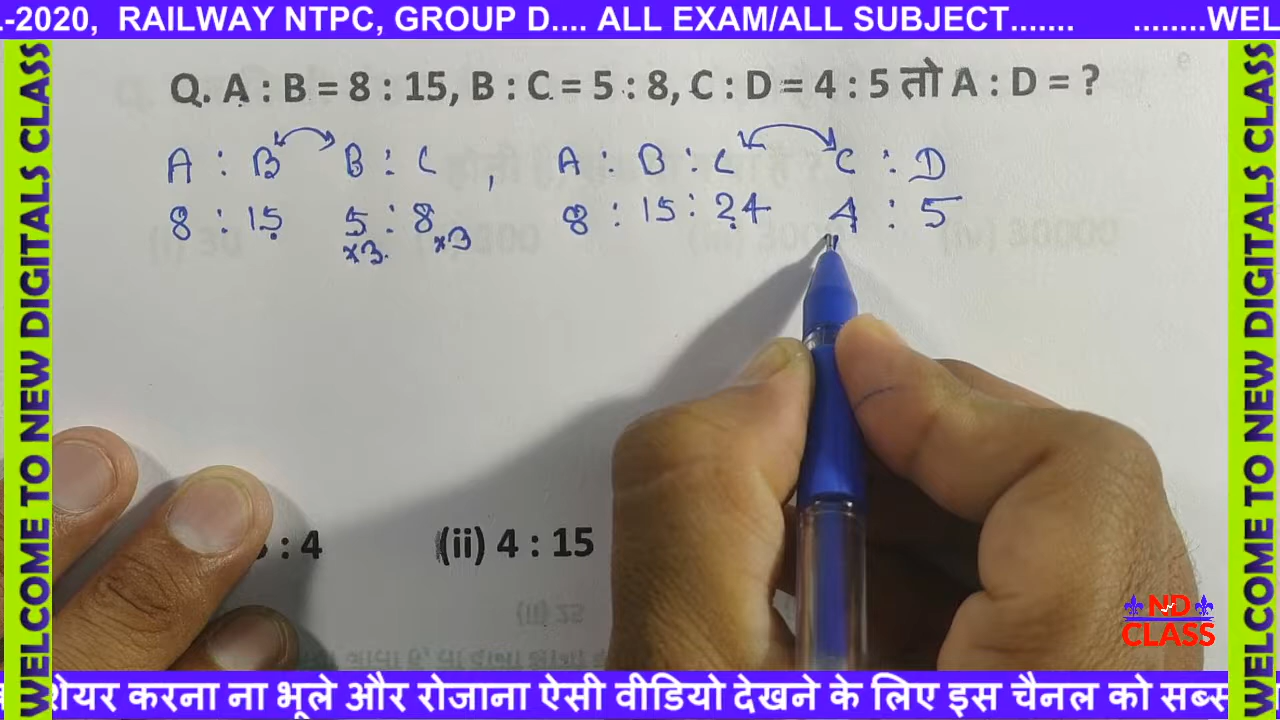 .-2020, RAILWAY NTPC, GROUP D.... ALL EXAM/ALL SUBJECT....... ........WEL
WELCOME TO NEW DIGITALS CLASS
Q. A : B = 8 : 15, B : C = 5 : 8, C : D = 4 : 5 तो A : D = ?
A : B B : C , A : B : C C : D
8 : 15 5 : 8 8 : 15 : 24 4 : 5
×3 ×3
: 4 (ii) 4 : 15
ND
CLASS
WELCOME TO NEW DIGITALS CLASS
शेयर करना ना भूले और रोजाना ऐसी वीडियो देखने के लिए इस चैनल को सब्स